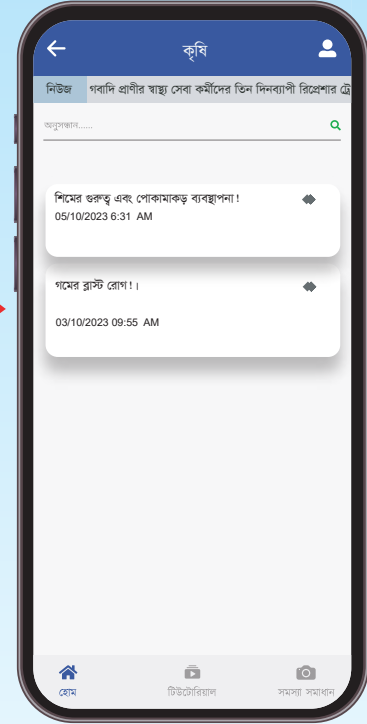 কৃষি
নিউজ গবাদি প্রাণীর স্বাস্থ্য সেবা কর্মীদের তিন দিনব্যাপী রিপ্রেশার ট্রে
অনুসন্ধান......
শিমের গুরুত্ব এবং পোকামাকড় ব্যবস্থাপনা!
05/10/2023 6:31 AM
গমের ব্লাস্ট রোগ!।
03/10/2023 09:55 AM
হোম টিউটোরিয়াল সমস্যা সমাধান